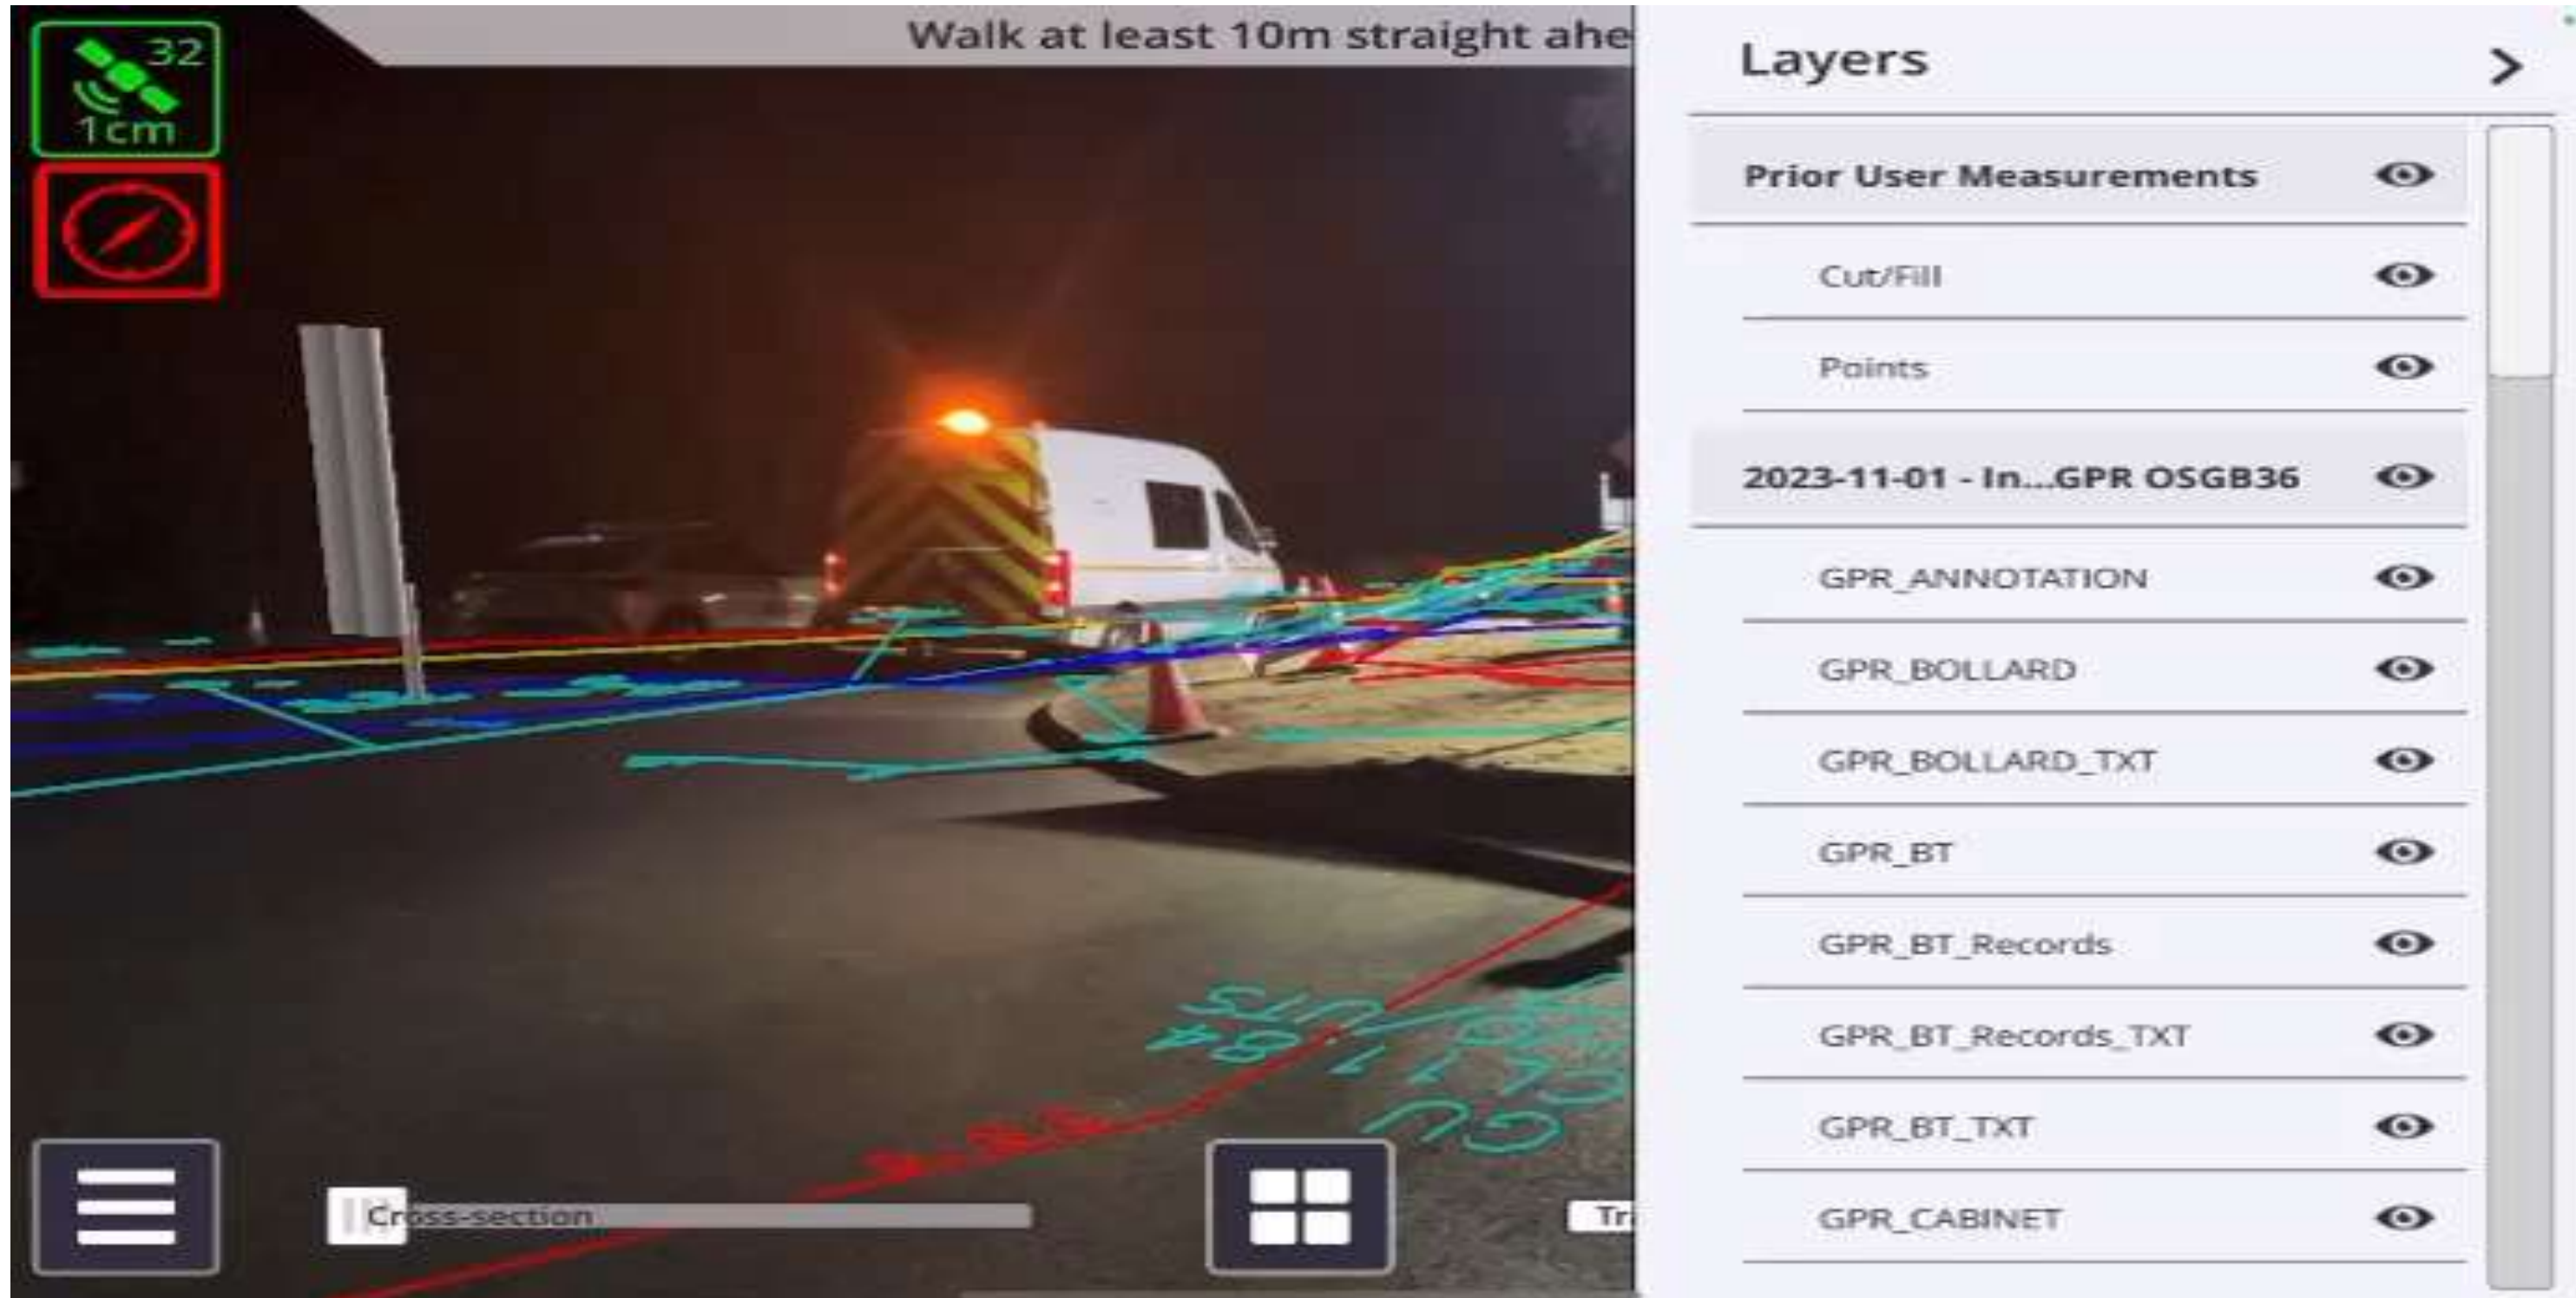 32
1cm
Walk at least 10m straight ahe
Layers
Prior User Measurements
Cut/Fill
Points
2023-11-01 - In...GPR OSGB36
GPR_ANNOTATION
GPR_BOLLARD
GPR_BOLLARD_TXT
GPR_BT
GPR_BT_Records
GPR_BT_Records_TXT
GPR_BT_TXT
GPR_CABINET
Cross-section
GU